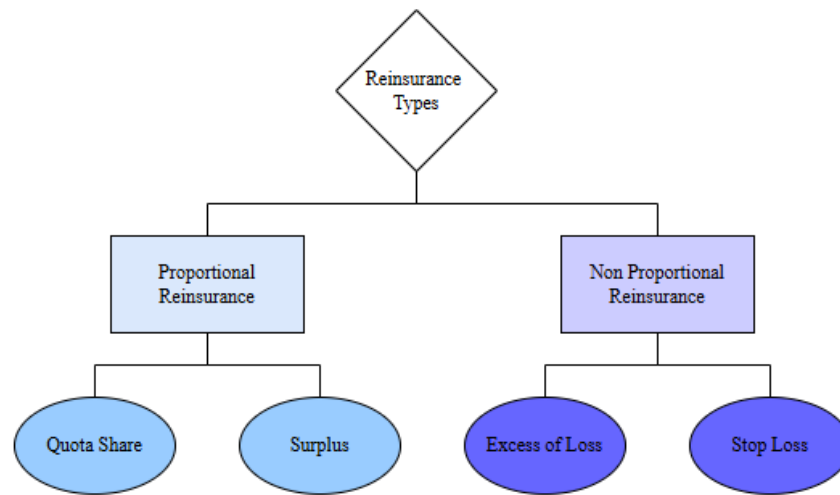 Reinsurance
Types
Proportional
Reinsurance
Non Proportional
Reinsurance
Quota Share
Surplus
Excess of Loss
Stop Loss